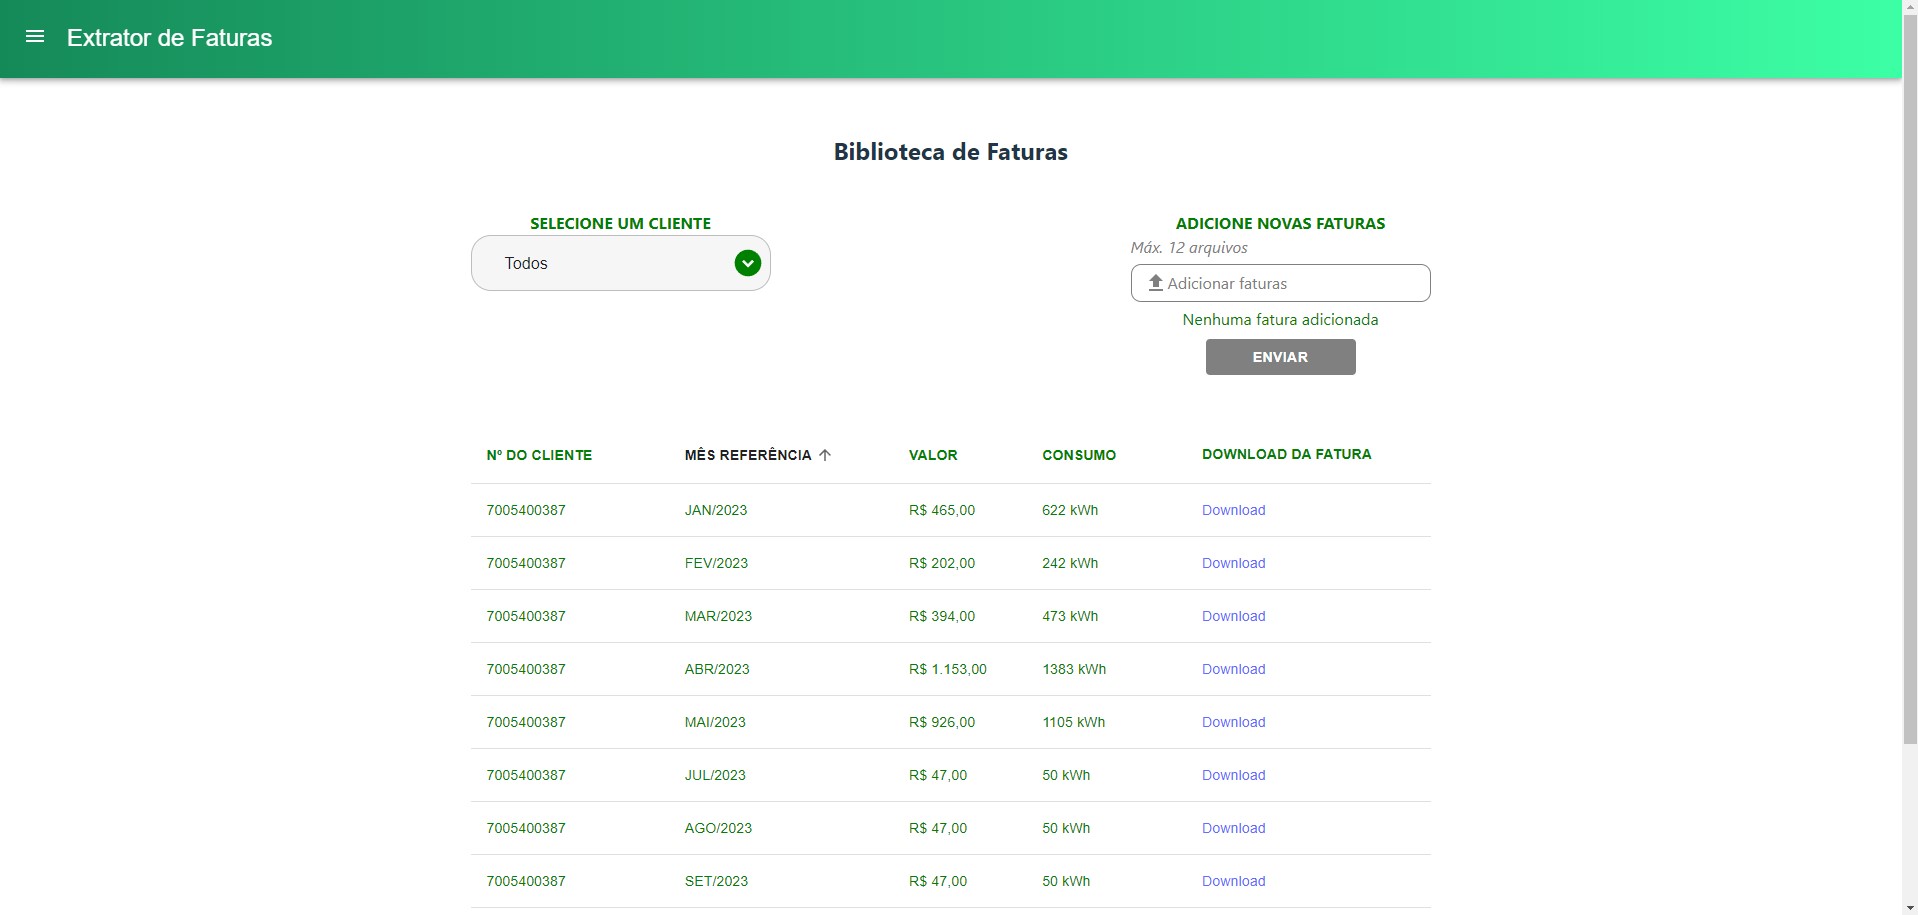 Extrator de Faturas
Biblioteca de Faturas
SELECIONE UM CLIENTE
Todos
ADICIONE NOVAS FATURAS
Máx. 12 arquivos
Adicionar faturas
Nenhuma fatura adicionada
ENVIAR
Nº DO CLIENTE MÊS REFERÊNCIA VALOR CONSUMO DOWNLOAD DA FATURA
7005400387 JAN/2023 R$ 465,00 622 kWh Download
7005400387 FEV/2023 R$ 202,00 242 kWh Download
7005400387 MAR/2023 R$ 394,00 473 kWh Download
7005400387 ABR/2023 R$ 1.153,00 1383 kWh Download
7005400387 MAI/2023 R$ 926,00 1105 kWh Download
7005400387 JUL/2023 R$ 47,00 50 kWh Download
7005400387 AGO/2023 R$ 47,00 50 kWh Download
7005400387 SET/2023 R$ 47,00 50 kWh Download